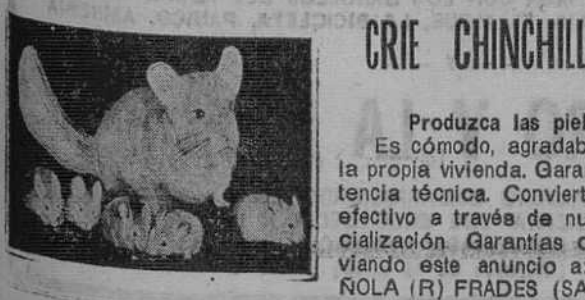 CRIE CHINCHILL
Produzca las piel
Es cómodo, agradab
la propia vivienda. Gara
tencia técnica. Conviert
efectivo a través de nu
cialización Garantías
viando este anuncio a
ÑOLA (R) FRADES (SA